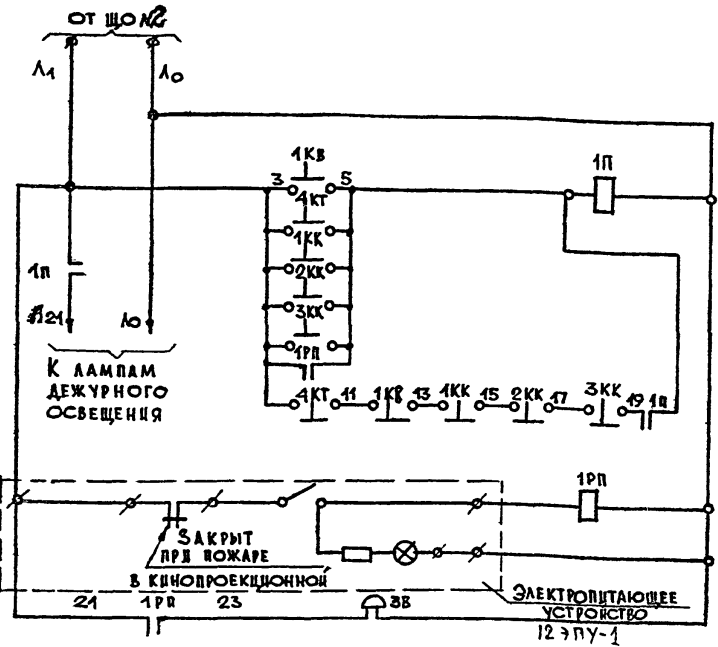 ОТ ЩО №2
Л1
Л0
1КВ
3
5
1П
4КТ
1КК
2КК
3КК
1РП
1П
Л0
К ЛАМПАМ
ДЕЖУРНОГО
ОСВЕЩЕНИЯ
4КТ
11
1КВ
13
1КК
15
2КК
17
3КК
19
1П
1РП
ЗАКРЫТ
ПРИ ПОЖАРЕ
В КИНОПРОЕКЦИОННОЙ
21
1РП
23
ЗВ
ЭЛЕКТРОПИТАЮЩЕЕ
УСТРОЙСТВО
12 ЭПУ-1